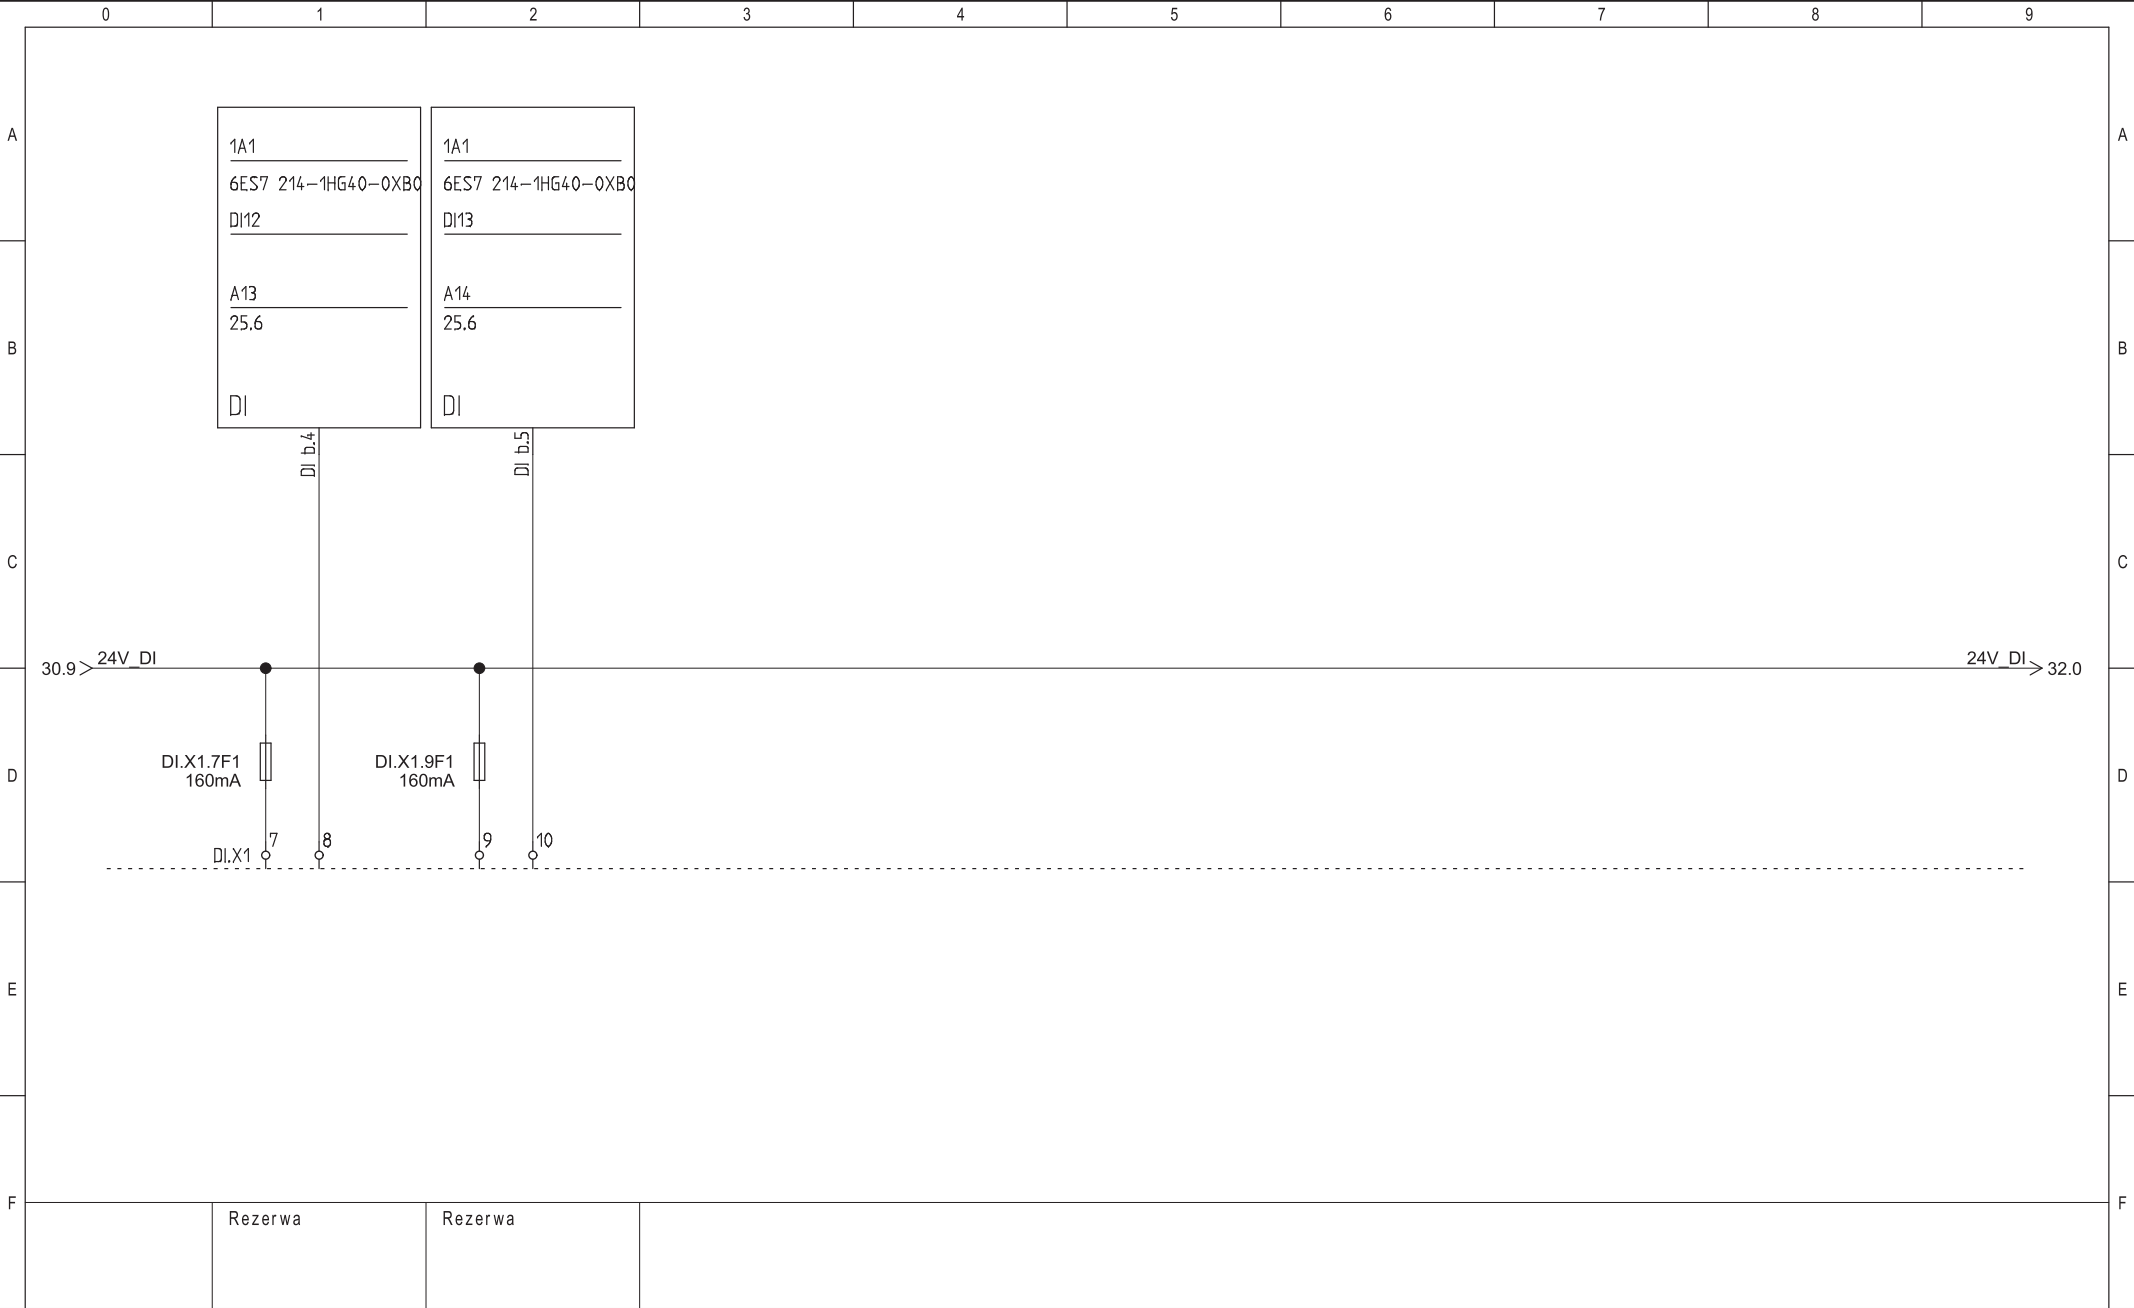 0 1 2 3 4 5 6 7 8 9
A A
1A1 1A1
6ES7 214-1HG40-0XB0 6ES7 214-1HG40-0XB0
DI12 DI13
A13 A14
25.6 25.6
B B
DI DI
DI b.4 DI b.5
C C
30.9 24V_DI 24V_DI 32.0
DI.X1.7F1 DI.X1.9F1
160mA 160mA
D D
7 8 9 10
DI.X1
E E
F F
Rezerwa Rezerwa